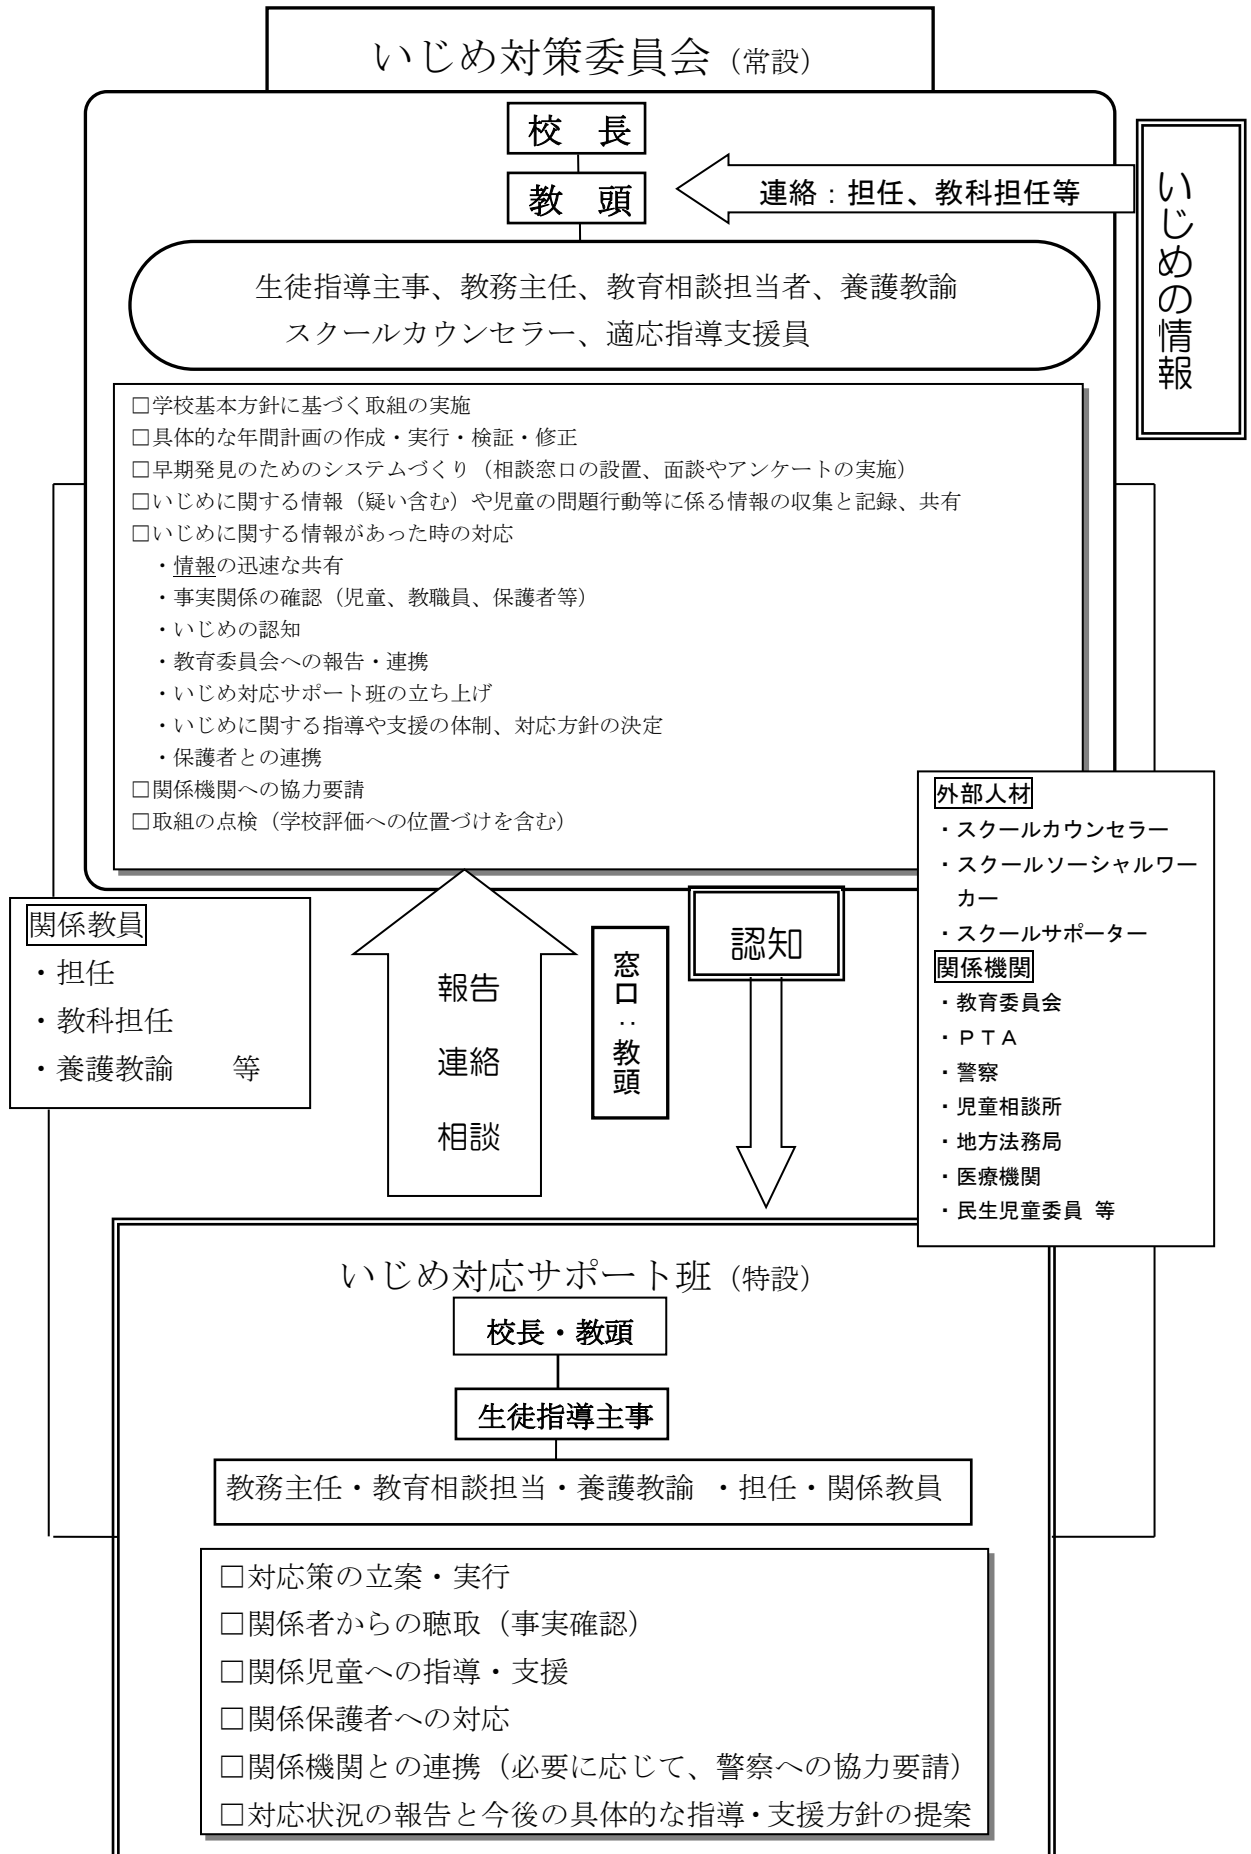 いじめ対策委員会（常設）
校　長
教　頭
連絡：担任、教科担任等
いじめの情報
生徒指導主事、教務主任、教育相談担当者、養護教諭
スクールカウンセラー、適応指導支援員
□学校基本方針に基づく取組の実施
□具体的な年間計画の作成・実行・検証・修正
□早期発見のためのシステムづくり（相談窓口の設置、面談やアンケートの実施）
□いじめに関する情報（疑い含む）や児童の問題行動等に係る情報の収集と記録、共有
□いじめに関する情報があった時の対応
・情報の迅速な共有
・事実関係の確認（児童、教職員、保護者等）
・いじめの認知
・教育委員会への報告・連携
・いじめ対応サポート班の立ち上げ
・いじめに関する指導や支援の体制、対応方針の決定
・保護者との連携
□関係機関への協力要請
□取組の点検（学校評価への位置づけを含む）
関係教員
・担任
・教科担任
・養護教諭　　等
報告
連絡
相談
窓口：教頭
認知
外部人材
・スクールカウンセラー
・スクールソーシャルワー
カー
・スクールサポーター
関係機関
・教育委員会
・ＰＴＡ
・警察
・児童相談所
・地方法務局
・医療機関
・民生児童委員 等
いじめ対応サポート班（特設）
校長・教頭
生徒指導主事
教務主任・教育相談担当・養護教諭 ・担任・関係教員
□対応策の立案・実行
□関係者からの聴取（事実確認）
□関係児童への指導・支援
□関係保護者への対応
□関係機関との連携（必要に応じて、警察への協力要請）
□対応状況の報告と今後の具体的な指導・支援方針の提案